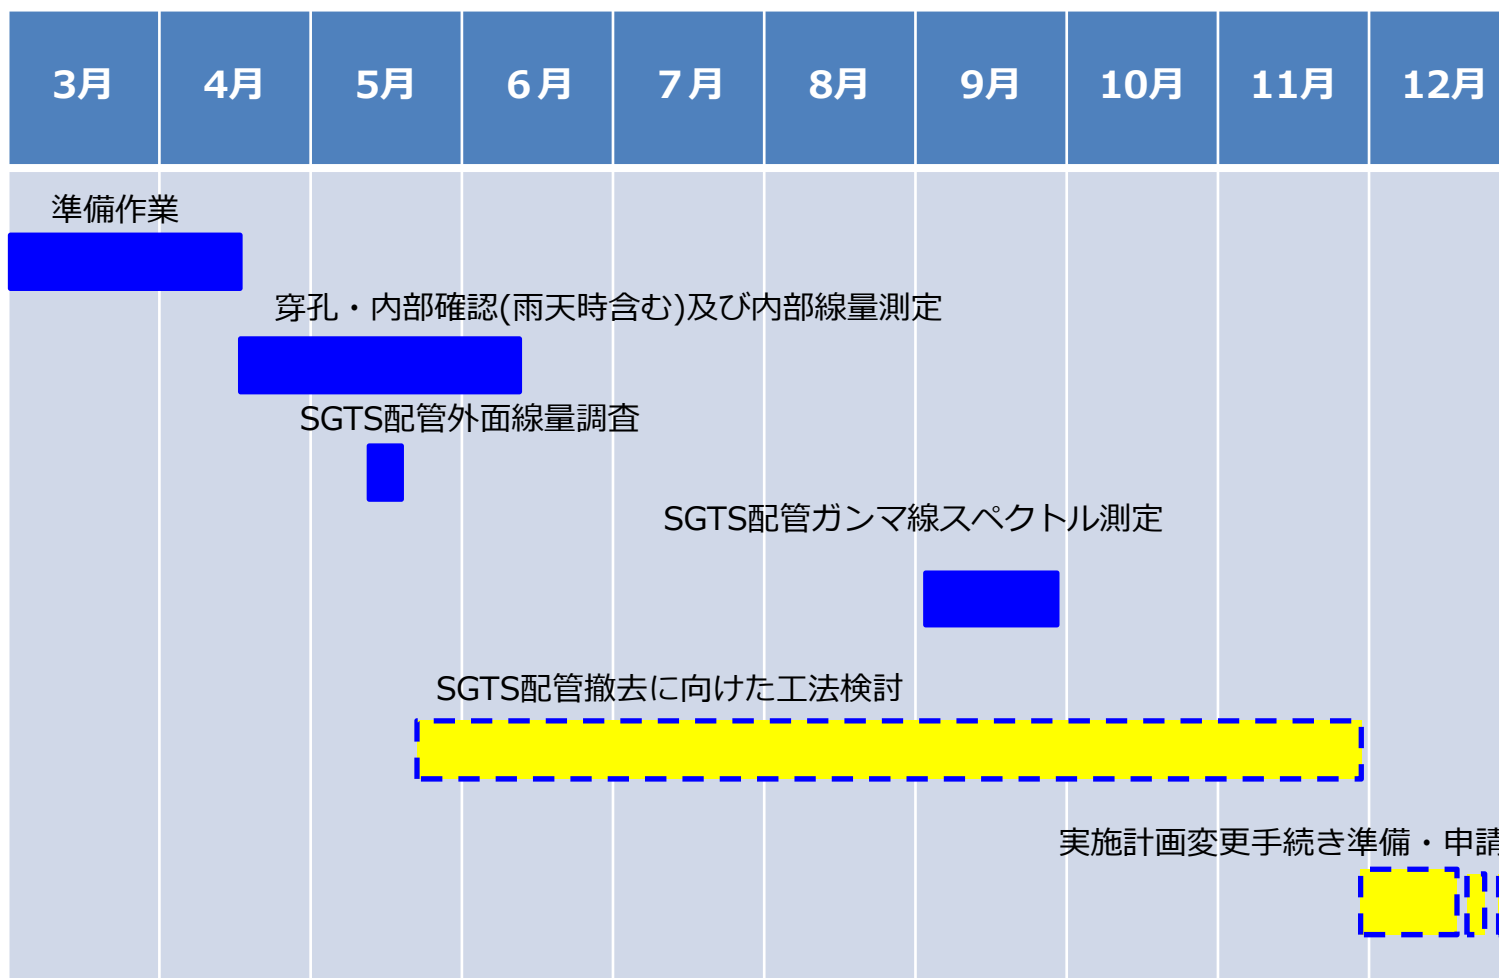 3月 4月 5月 6月 7月 8月 9月 10月 11月 12月
準備作業
穿孔・内部確認(雨天時含む)及び内部線量測定
SGTS配管外面線量調査
SGTS配管ガンマ線スペクトル測定
SGTS配管撤去に向けた工法検討
実施計画変更手続き準備・申請